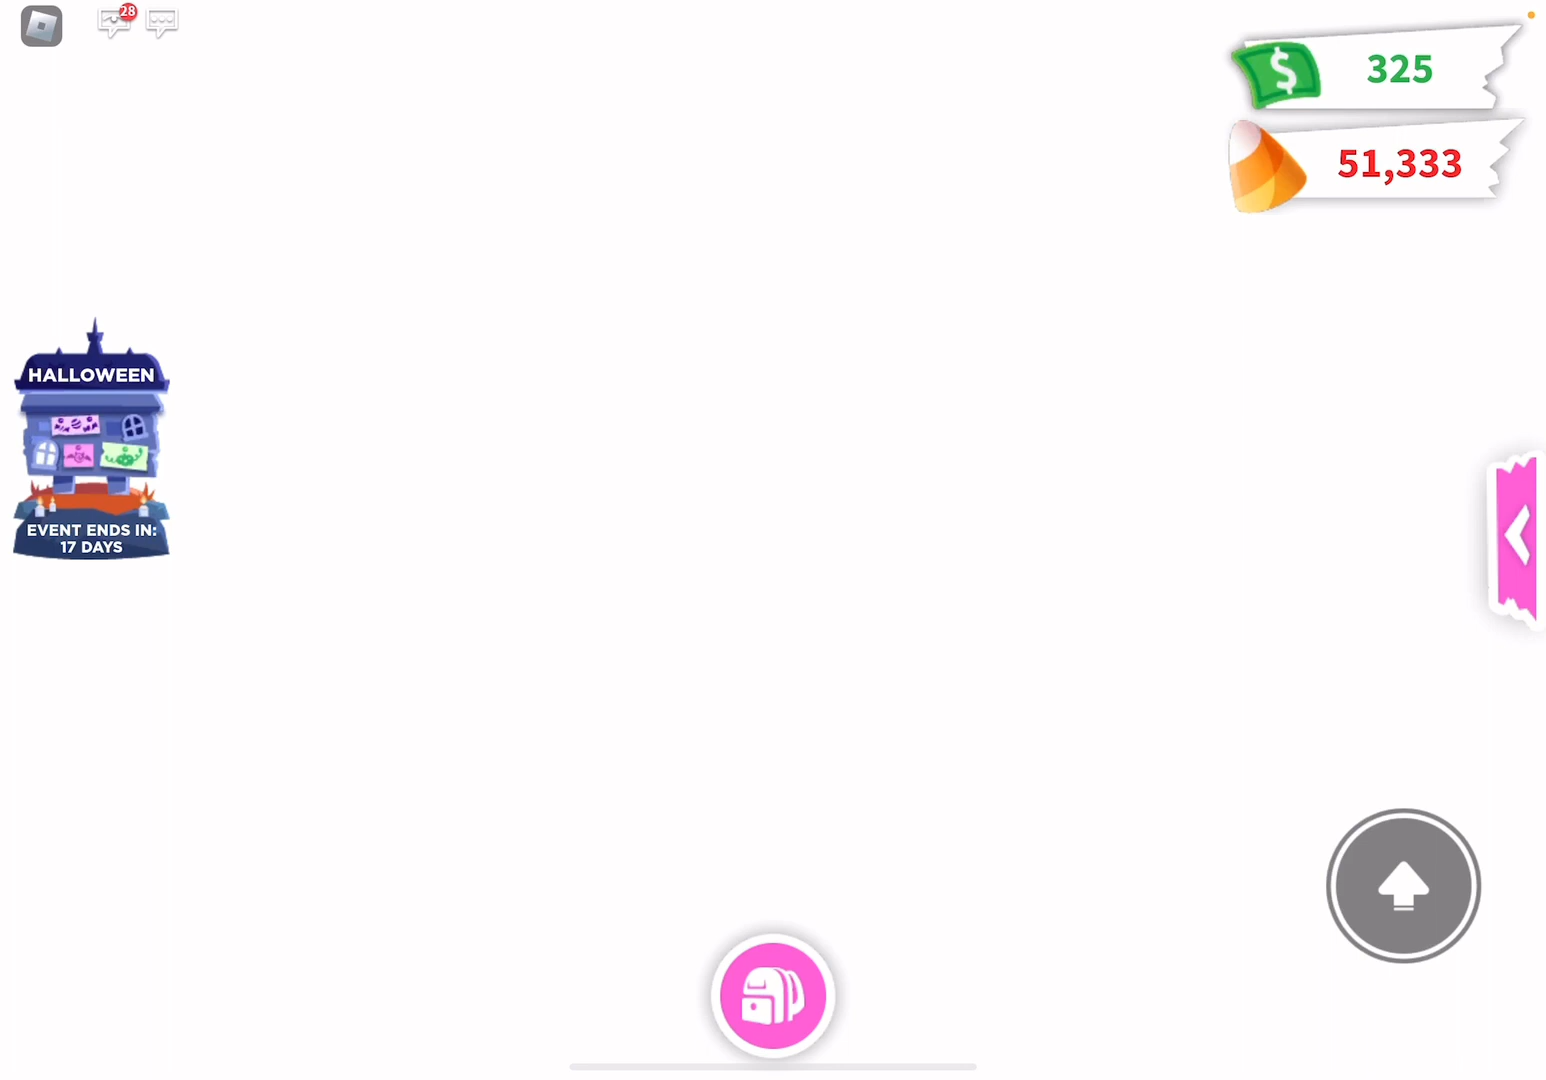 28
325
51,333
HALLOWEEN
EVENT ENDS IN:
17 DAYS